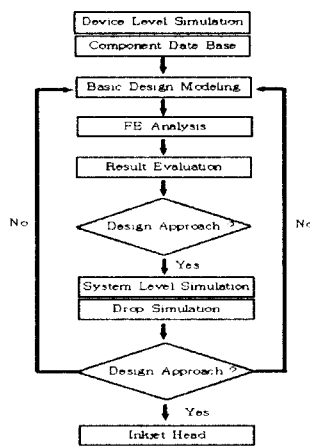 Device Level Simulation
Component Date Base
Basic Design Modeling
FE Analysis
Result Evaluation
No
Design Approach ?
No
Yes
System Level Simulation
Drop Simulation
Design Approach ?
Yes
Inkjet Head